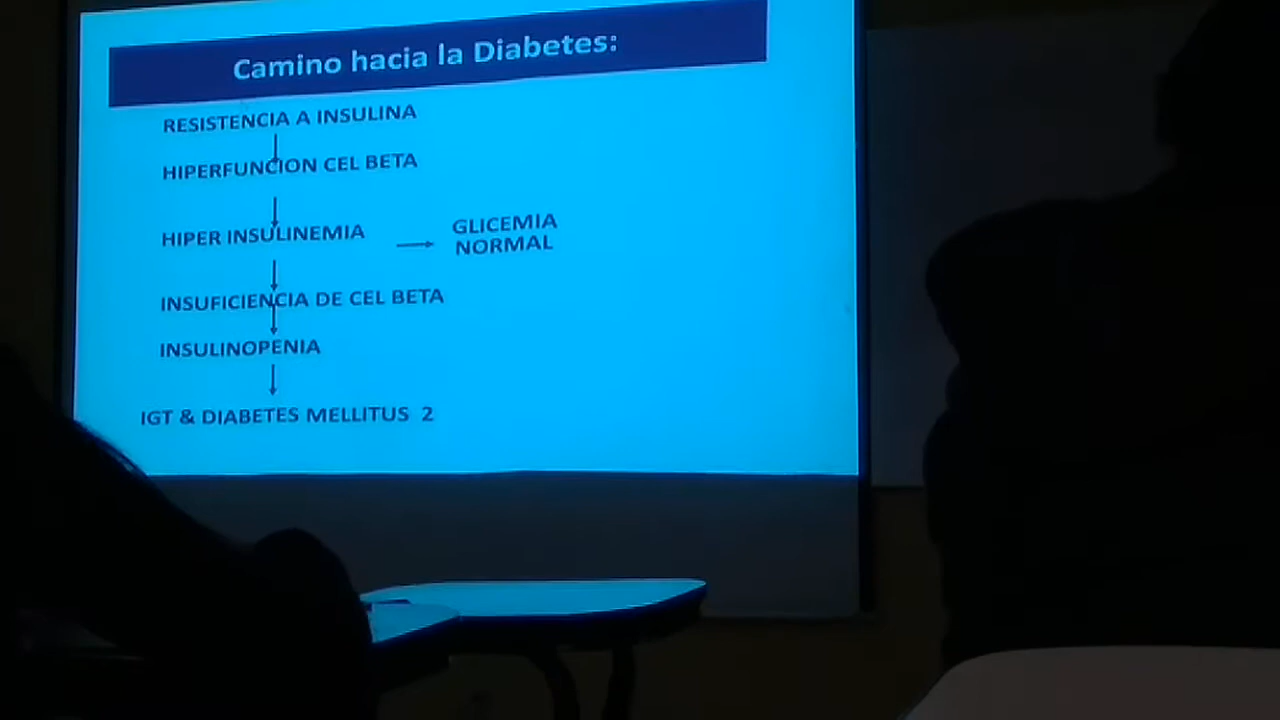 Camino hacia la Diabetes:
RESISTENCIA A INSULINA
HIPERFUNCION CEL BETA
HIPER INSULINEMIA
GLICEMIA
NORMAL
INSUFICIENCIA DE CEL BETA
INSULINOPENIA
IGT & DIABETES MELLITUS 2